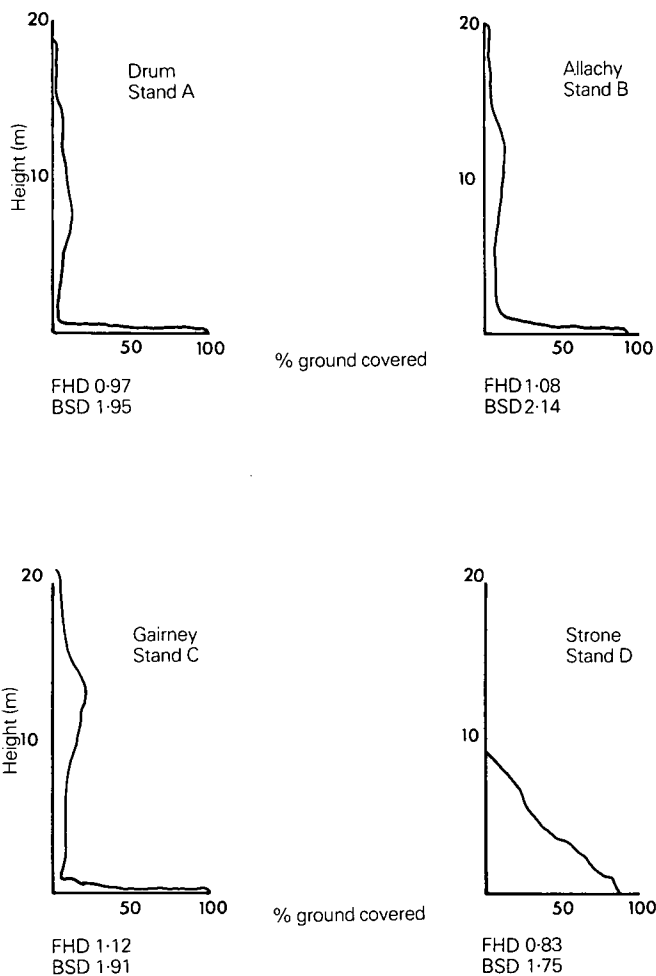 20
Drum
Stand A
Height (m)
10
50 100
FHD 0·97
BSD 1·95
20
Allachy
Stand B
10
50 100
FHD 1·08
BSD 2·14
% ground covered
20
Gairney
Stand C
Height (m)
10
50 100
FHD 1·12
BSD 1·91
20
Strone
Stand D
10
50 100
FHD 0·83
BSD 1·75
% ground covered